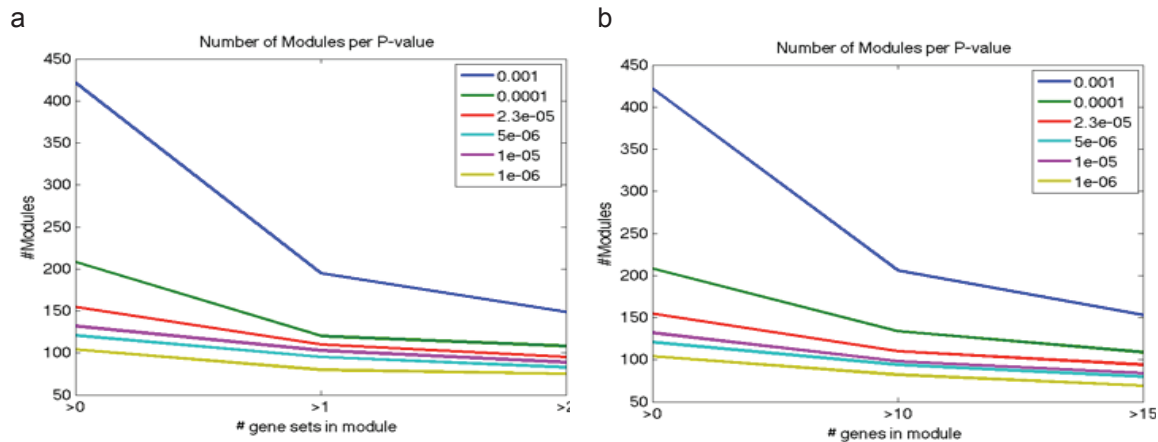 a
Number of Modules per P-value
450
400
350
300
250
200
150
100
50
#Modules
0.001
0.0001
2.3e-05
5e-06
1e-05
1e-06
>0
>1
>2
# gene sets in module
b
Number of Modules per P-value
450
400
350
300
250
200
150
100
50
#Modules
0.001
0.0001
2.3e-05
5e-06
1e-05
1e-06
>0
>10
>15
# genes in module